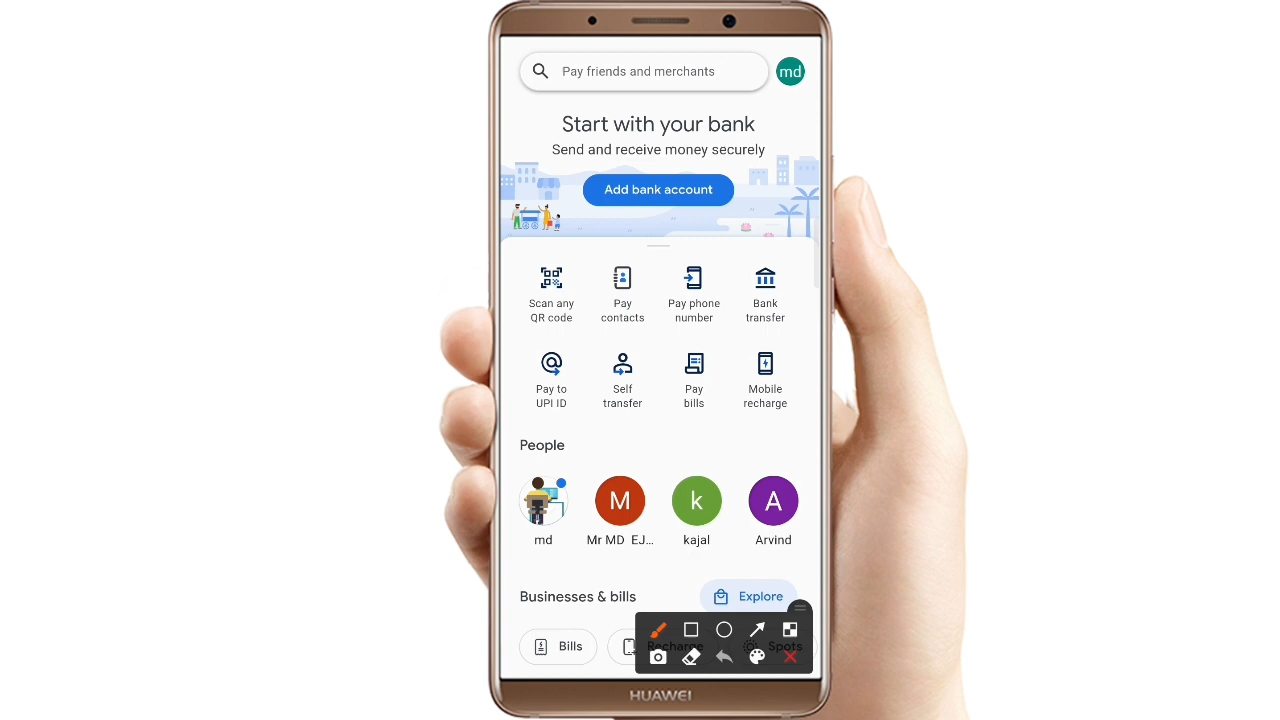 Pay friends and merchants
md
Start with your bank
Send and receive money securely
Add bank account
Scan any
QR code
Pay
contacts
Pay phone
number
Bank
transfer
Pay to
UPI ID
Self
transfer
Pay
bills
Mobile
recharge
People
M
k
A
md
Mr MD EJ...
kajal
Arvind
Businesses & bills
Explore
Bills
Recharge
Spots
HUAWEI